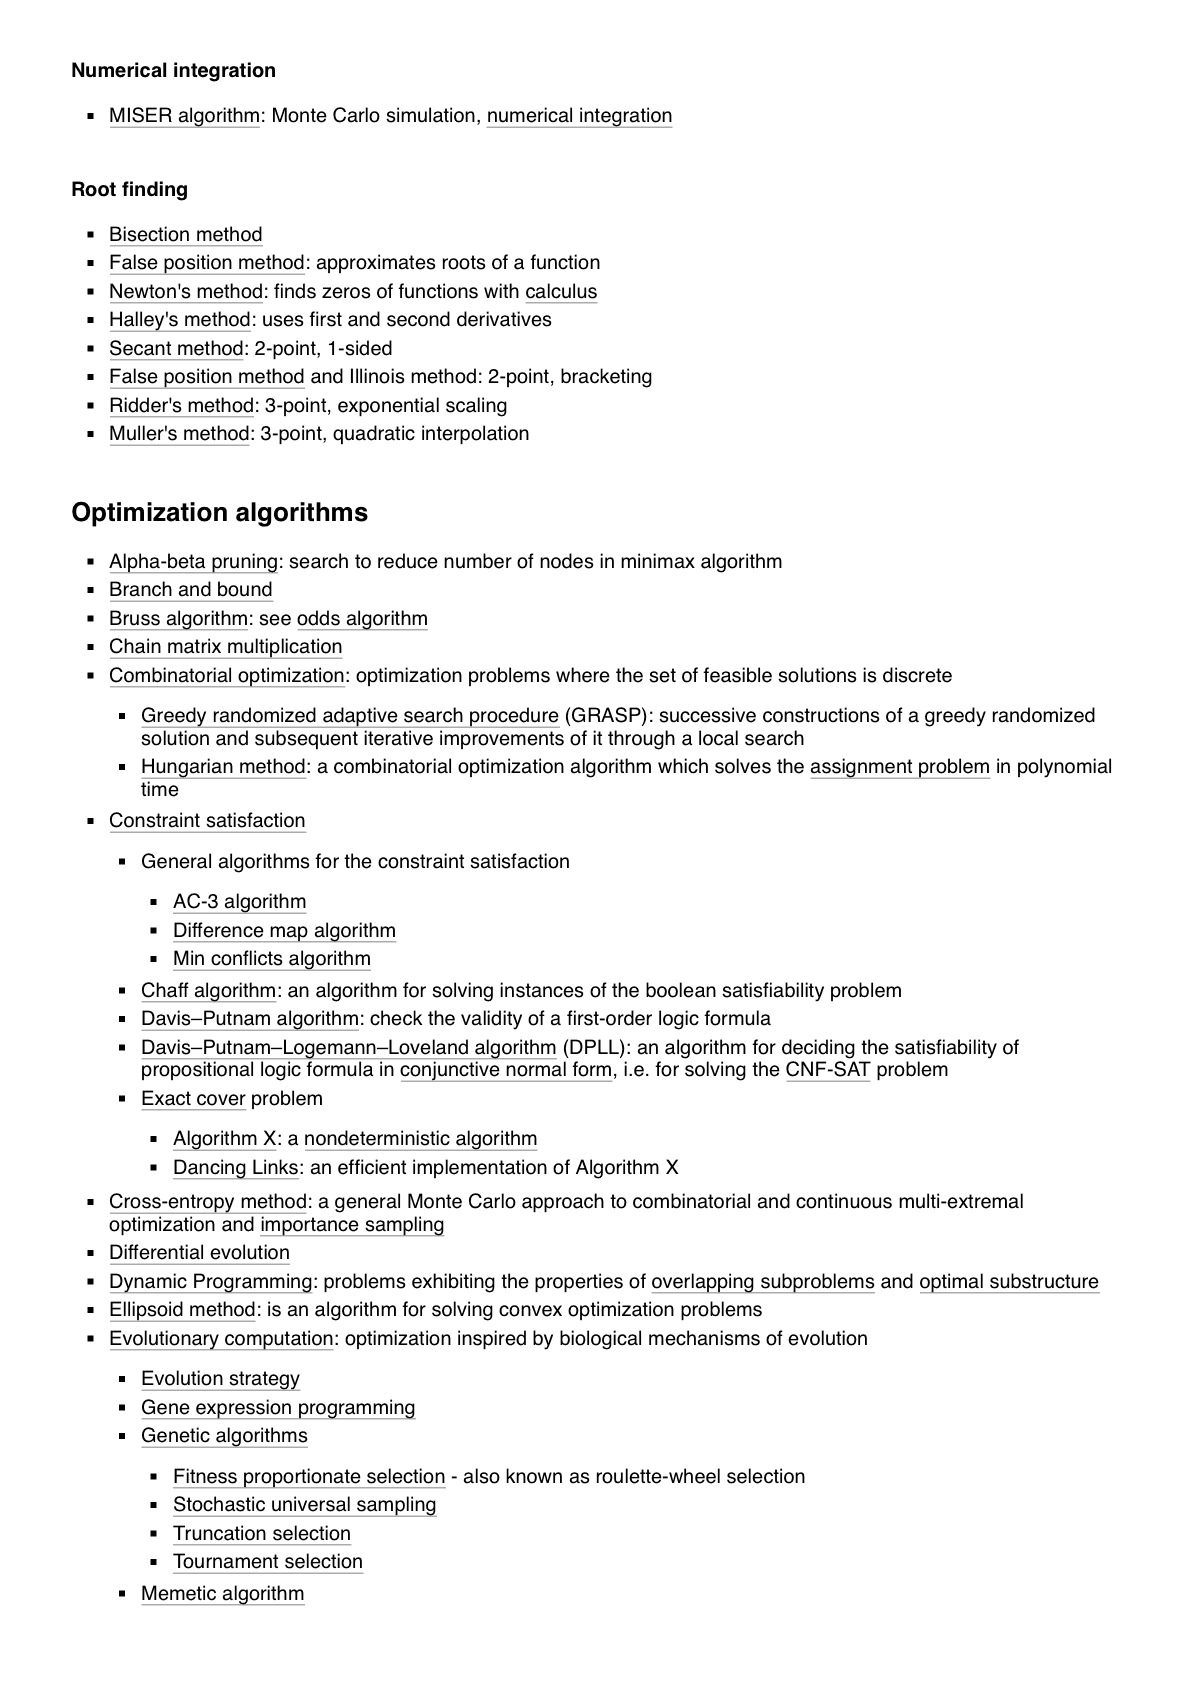 Numerical integration
▪ MISER algorithm: Monte Carlo simulation, numerical integration
Root finding
▪ Bisection method
▪ False position method: approximates roots of a function
▪ Newton's method: finds zeros of functions with calculus
▪ Halley's method: uses first and second derivatives
▪ Secant method: 2-point, 1-sided
▪ False position method and Illinois method: 2-point, bracketing
▪ Ridder's method: 3-point, exponential scaling
▪ Muller's method: 3-point, quadratic interpolation
Optimization algorithms
▪ Alpha-beta pruning: search to reduce number of nodes in minimax algorithm
▪ Branch and bound
▪ Bruss algorithm: see odds algorithm
▪ Chain matrix multiplication
▪ Combinatorial optimization: optimization problems where the set of feasible solutions is discrete
▪ Greedy randomized adaptive search procedure (GRASP): successive constructions of a greedy randomized
solution and subsequent iterative improvements of it through a local search
▪ Hungarian method: a combinatorial optimization algorithm which solves the assignment problem in polynomial
time
▪ Constraint satisfaction
▪ General algorithms for the constraint satisfaction
▪ AC-3 algorithm
▪ Difference map algorithm
▪ Min conflicts algorithm
▪ Chaff algorithm: an algorithm for solving instances of the boolean satisfiability problem
▪ Davis–Putnam algorithm: check the validity of a first-order logic formula
▪ Davis–Putnam–Logemann–Loveland algorithm (DPLL): an algorithm for deciding the satisfiability of
propositional logic formula in conjunctive normal form, i.e. for solving the CNF-SAT problem
▪ Exact cover problem
▪ Algorithm X: a nondeterministic algorithm
▪ Dancing Links: an efficient implementation of Algorithm X
▪ Cross-entropy method: a general Monte Carlo approach to combinatorial and continuous multi-extremal
optimization and importance sampling
▪ Differential evolution
▪ Dynamic Programming: problems exhibiting the properties of overlapping subproblems and optimal substructure
▪ Ellipsoid method: is an algorithm for solving convex optimization problems
▪ Evolutionary computation: optimization inspired by biological mechanisms of evolution
▪ Evolution strategy
▪ Gene expression programming
▪ Genetic algorithms
▪ Fitness proportionate selection - also known as roulette-wheel selection
▪ Stochastic universal sampling
▪ Truncation selection
▪ Tournament selection
▪ Memetic algorithm